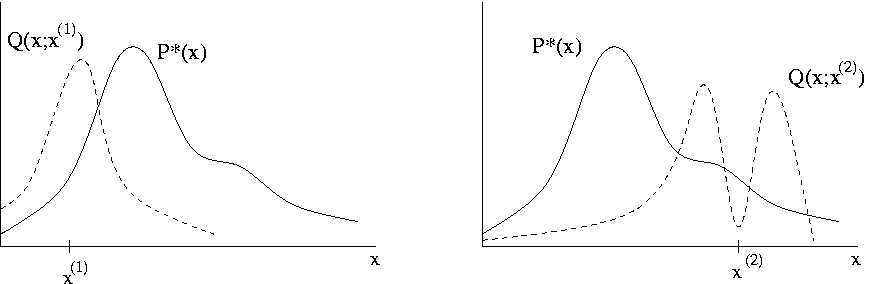 Q(x;x^(1))
P*(x)
x
x^(1)
P*(x)
Q(x;x^(2))
x
x^(2)